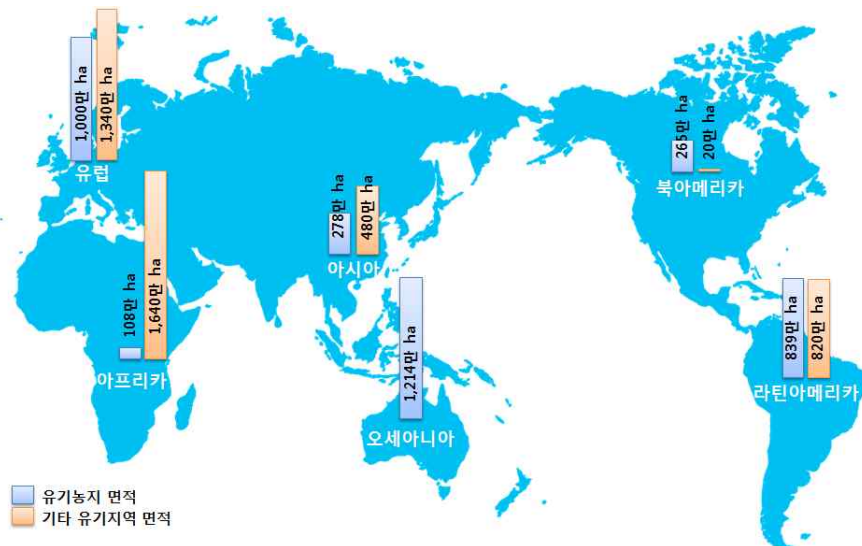 1,000만 ha
1,340만 ha
유럽
108만 ha
1,640만 ha
아프리카
278만 ha
480만 ha
아시아
1,214만 ha
오세아니아
265만 ha
20만 ha
북아메리카
839만 ha
820만 ha
라틴아메리카
유기농지 면적
기타 유기지역 면적